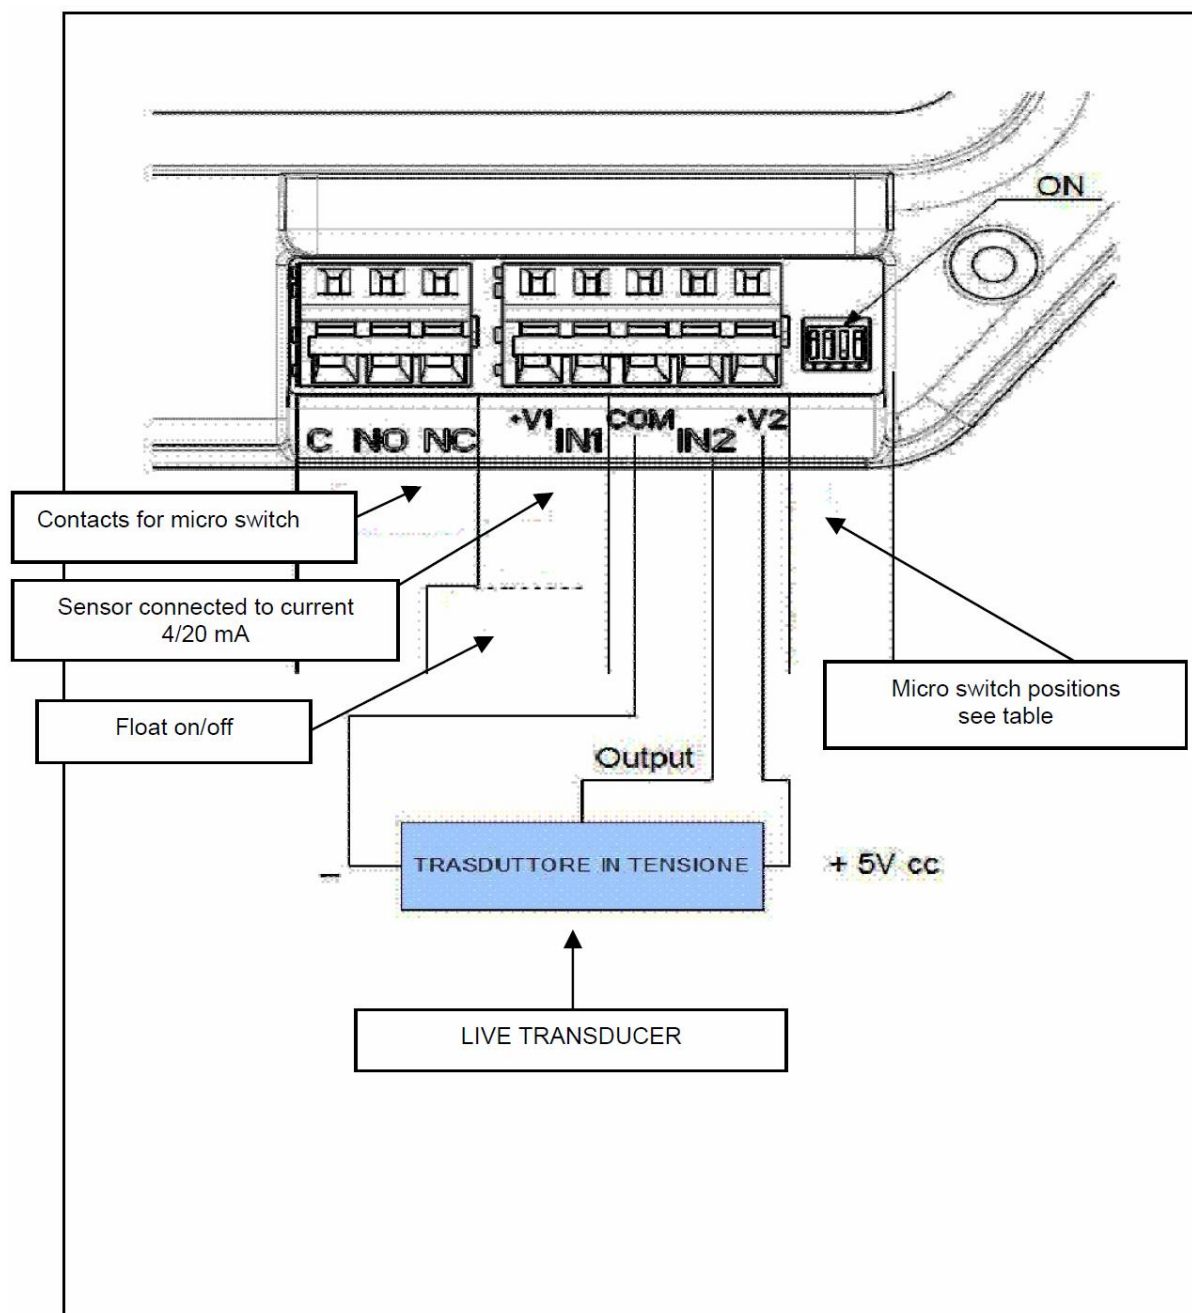 ON
C NO NC +V1 IN1 COM IN2 +V2
Contacts for micro switch
Sensor connected to current
4/20 mA
Float on/off
Micro switch positions
see table
Output
– TRASDUTTORE IN TENSIONE + 5V cc
LIVE TRANSDUCER